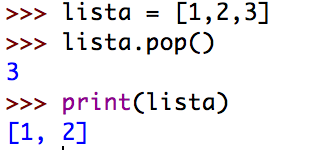 >>> lista = [1,2,3]
>>> lista.pop()
3
>>> print(lista)
[1, 2]